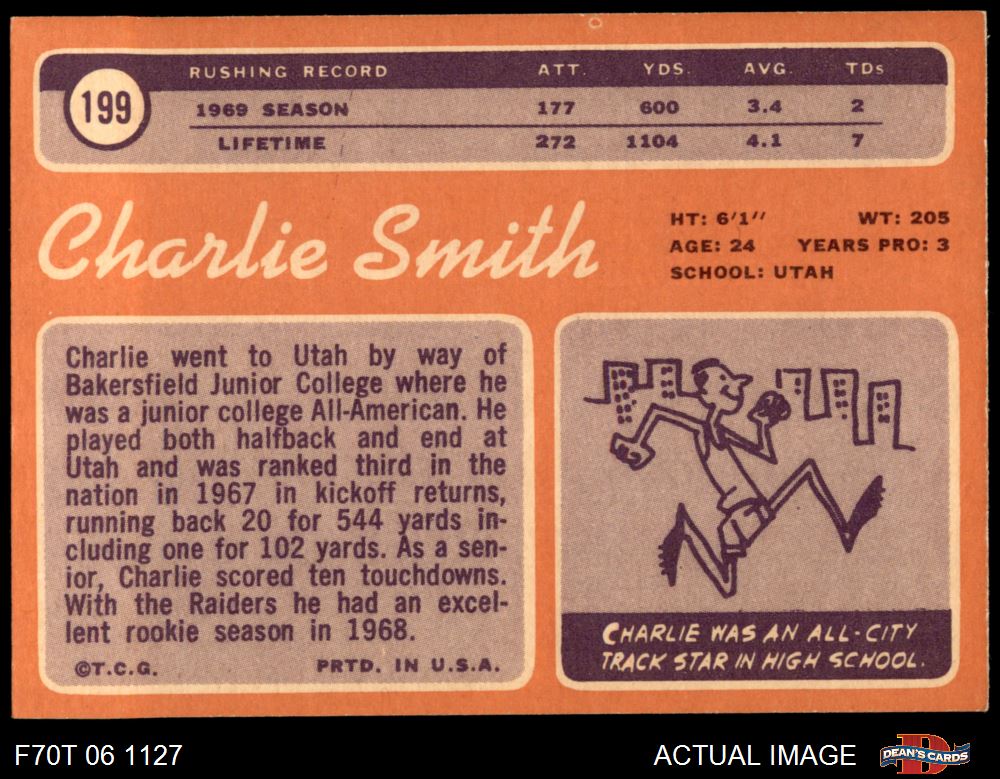 199
RUSHING RECORD ATT. YDS. AVG. TDs
1969 SEASON 177 600 3.4 2
LIFETIME 272 1104 4.1 7
Charlie Smith
HT: 6'1" WT: 205
AGE: 24 YEARS PRO: 3
SCHOOL: UTAH
Charlie went to Utah by way of
Bakersfield Junior College where he
was a junior college All-American. He
played both halfback and end at
Utah and was ranked third in the
nation in 1967 in kickoff returns,
running back 20 for 544 yards in-
cluding one for 102 yards. As a sen-
ior, Charlie scored ten touchdowns.
With the Raiders he had an excel-
lent rookie season in 1968.
©T.C.G. PRTD. IN U.S.A.
CHARLIE WAS AN ALL-CITY
TRACK STAR IN HIGH SCHOOL.
F70T 06 1127 ACTUAL IMAGE DEAN'S CARDS